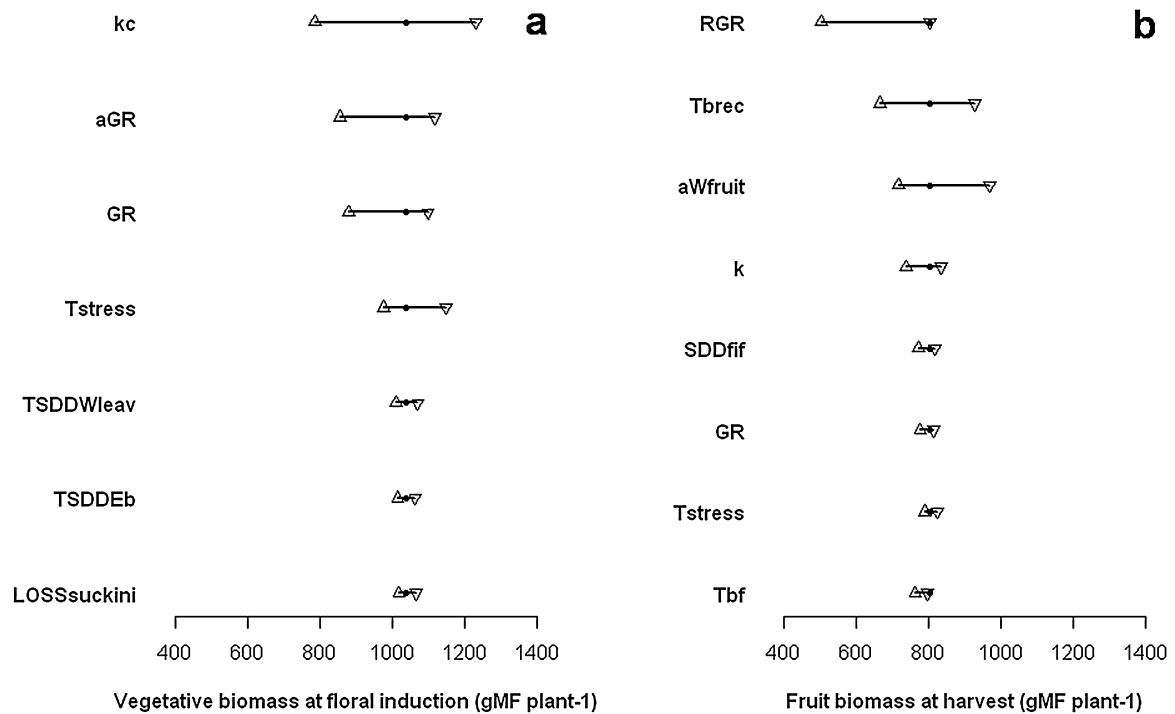 a
kc
aGR
GR
Tstress
TSDDWleav
TSDDEb
LOSSsuckini
400 600 800 1000 1200 1400
Vegetative biomass at floral induction (gMF plant-1)
b
RGR
Tbrec
aWfruit
k
SDDfif
GR
Tstress
Tbf
400 600 800 1000 1200 1400
Fruit biomass at harvest (gMF plant-1)